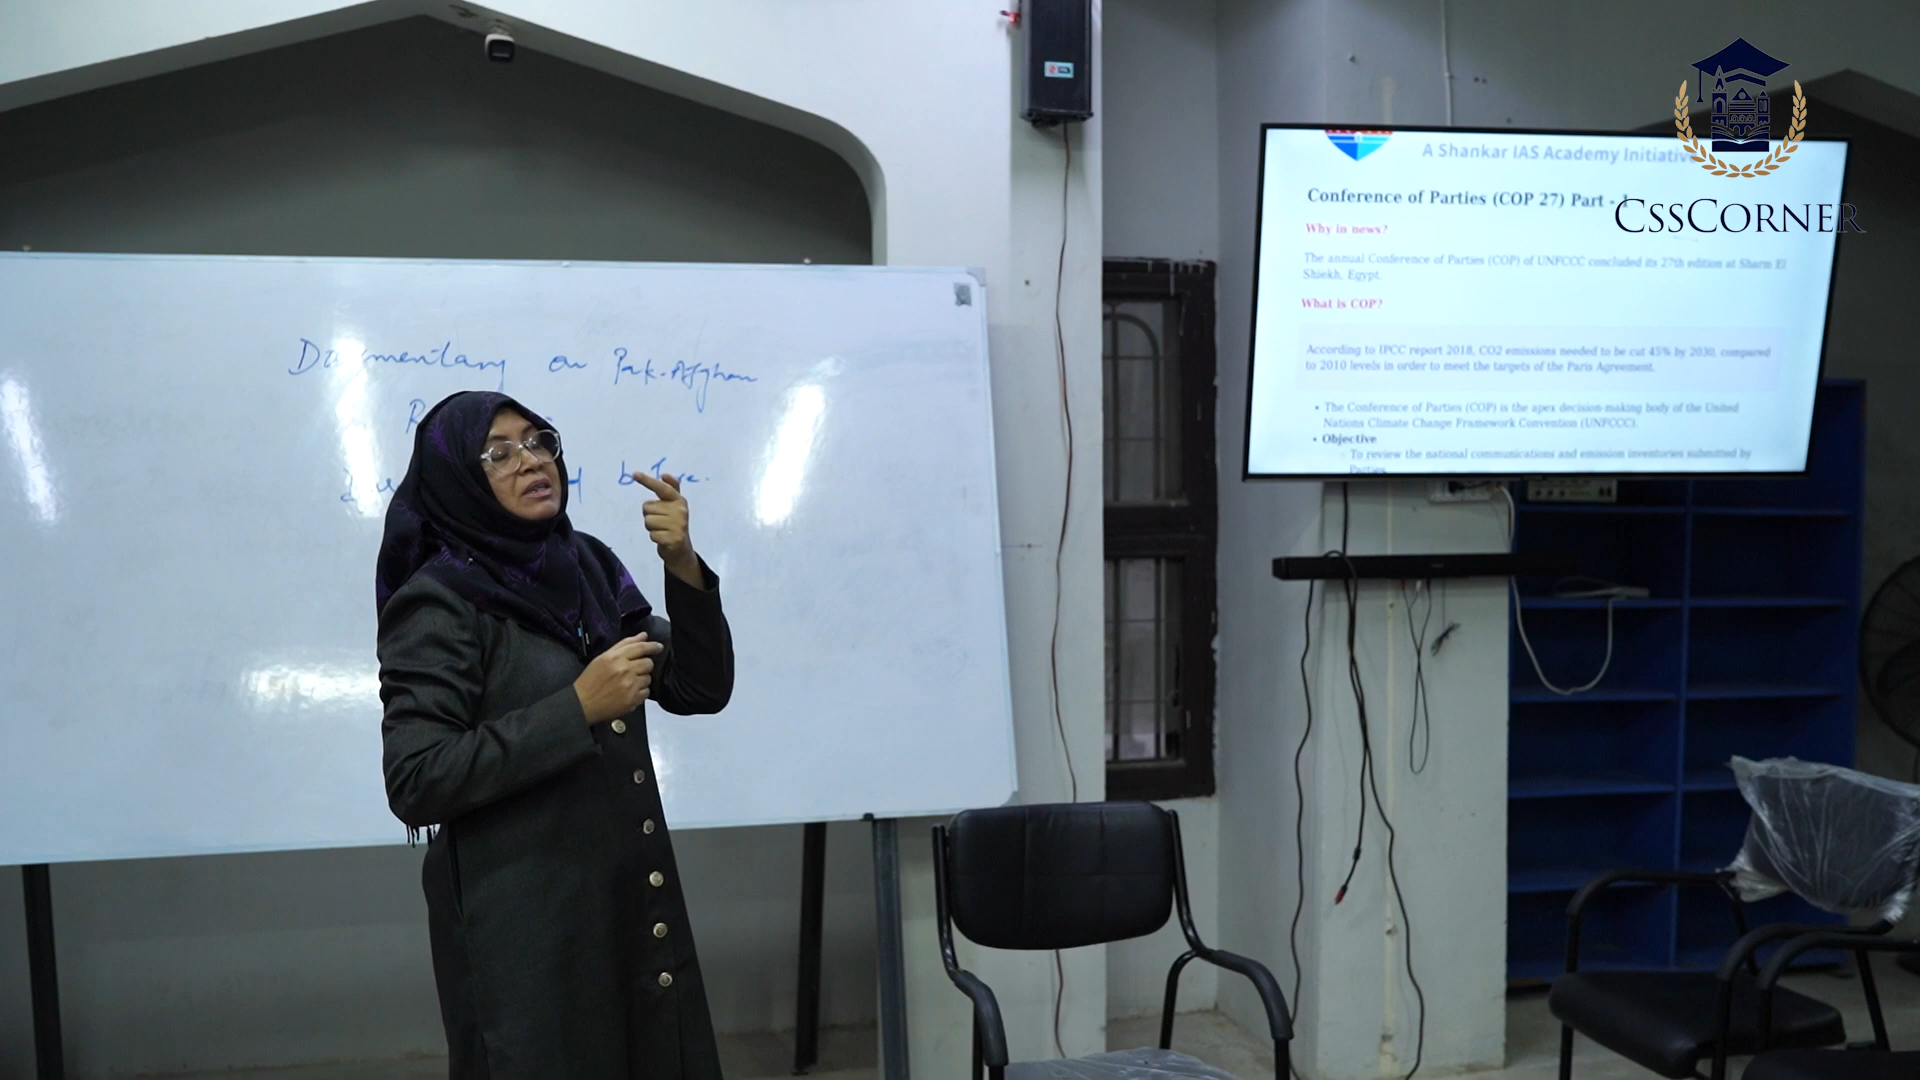 Documentary on Pak-Afghan
before.
A Shankar IAS Academy Initiative
Conference of Parties (COP 27) Part - 1
Why in news?
The annual Conference of Parties (COP) of UNFCCC concluded its 27th edition at Sharm El
Shiekh, Egypt.
What is COP?
According to IPCC report 2018, CO2 emissions needed to be cut 45% by 2030, compared
to 2010 levels in order to meet the targets of the Paris Agreement.
• The Conference of Parties (COP) is the apex decision-making body of the United
Nations Climate Change Framework Convention (UNFCCC).
• Objective
○ To review the national communications and emission inventories submitted by
Parties
CSSCORNER